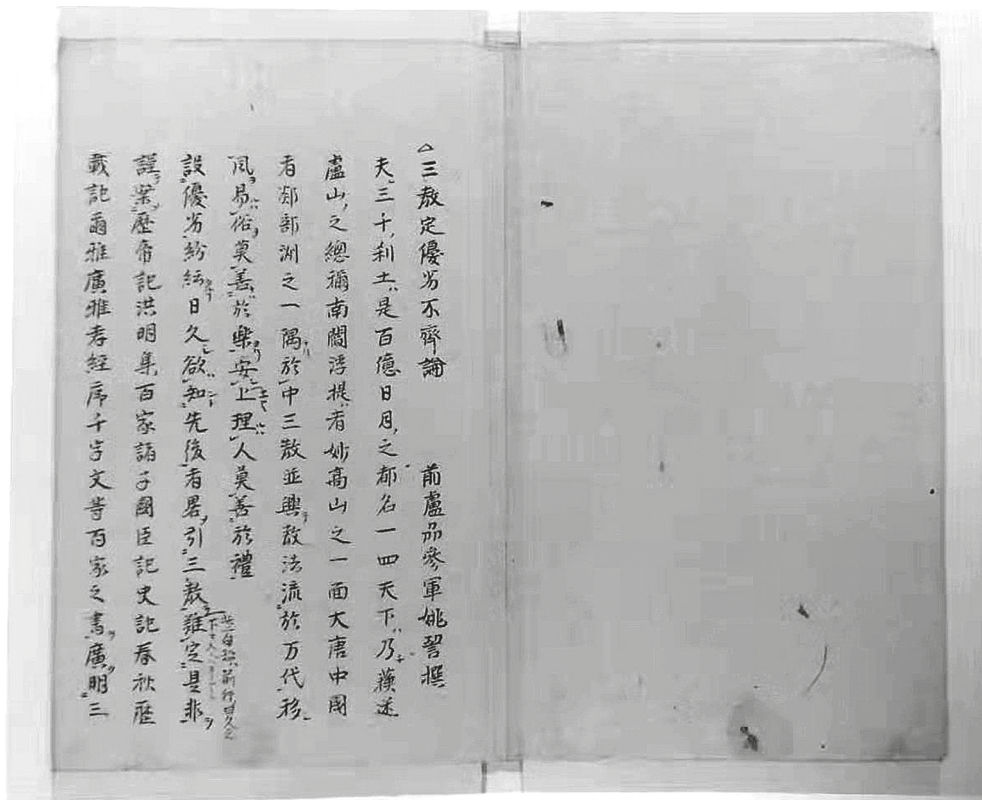 三教定優劣不齊論　前盧州參軍姚䛒撰
夫三千利土是百億日月之都名一四天下乃蘓迷
盧山之總稱南閻浮提者妙高山之一面大唐中國
者郯部洲之一隅於中三教並興教法流於万代移
風易俗莫善於樂安上理人莫善於禮
設優劣紛紜日久欲知先後者畧引三教雖定是非
謹案歷帝記洪明集百家諸子國臣記史記春秋歷
載記爾雅廣雅孝經序千字文等百家之書廣明三